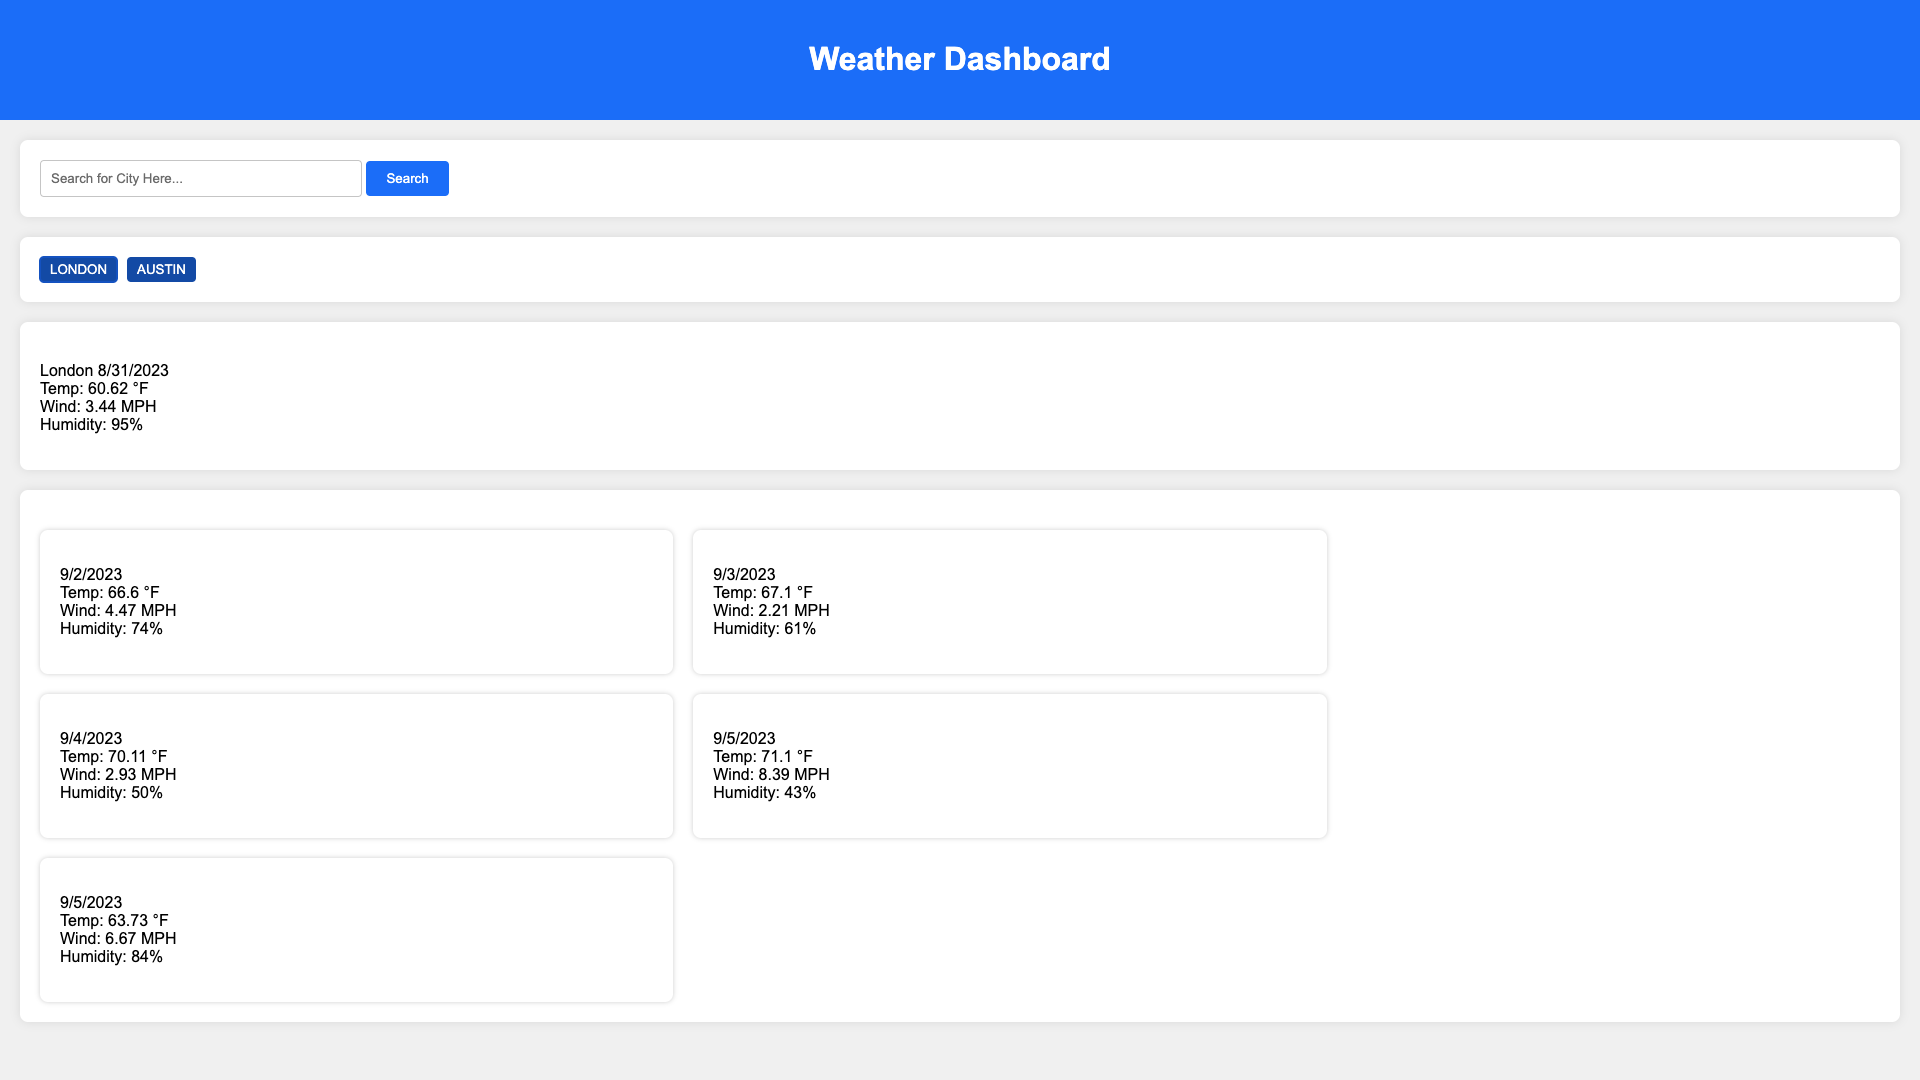 Weather Dashboard
Search for City Here...
Search
LONDON
AUSTIN
London 8/31/2023
Temp: 60.62 °F
Wind: 3.44 MPH
Humidity: 95%
9/2/2023
Temp: 66.6 °F
Wind: 4.47 MPH
Humidity: 74%
9/3/2023
Temp: 67.1 °F
Wind: 2.21 MPH
Humidity: 61%
9/4/2023
Temp: 70.11 °F
Wind: 2.93 MPH
Humidity: 50%
9/5/2023
Temp: 71.1 °F
Wind: 8.39 MPH
Humidity: 43%
9/5/2023
Temp: 63.73 °F
Wind: 6.67 MPH
Humidity: 84%